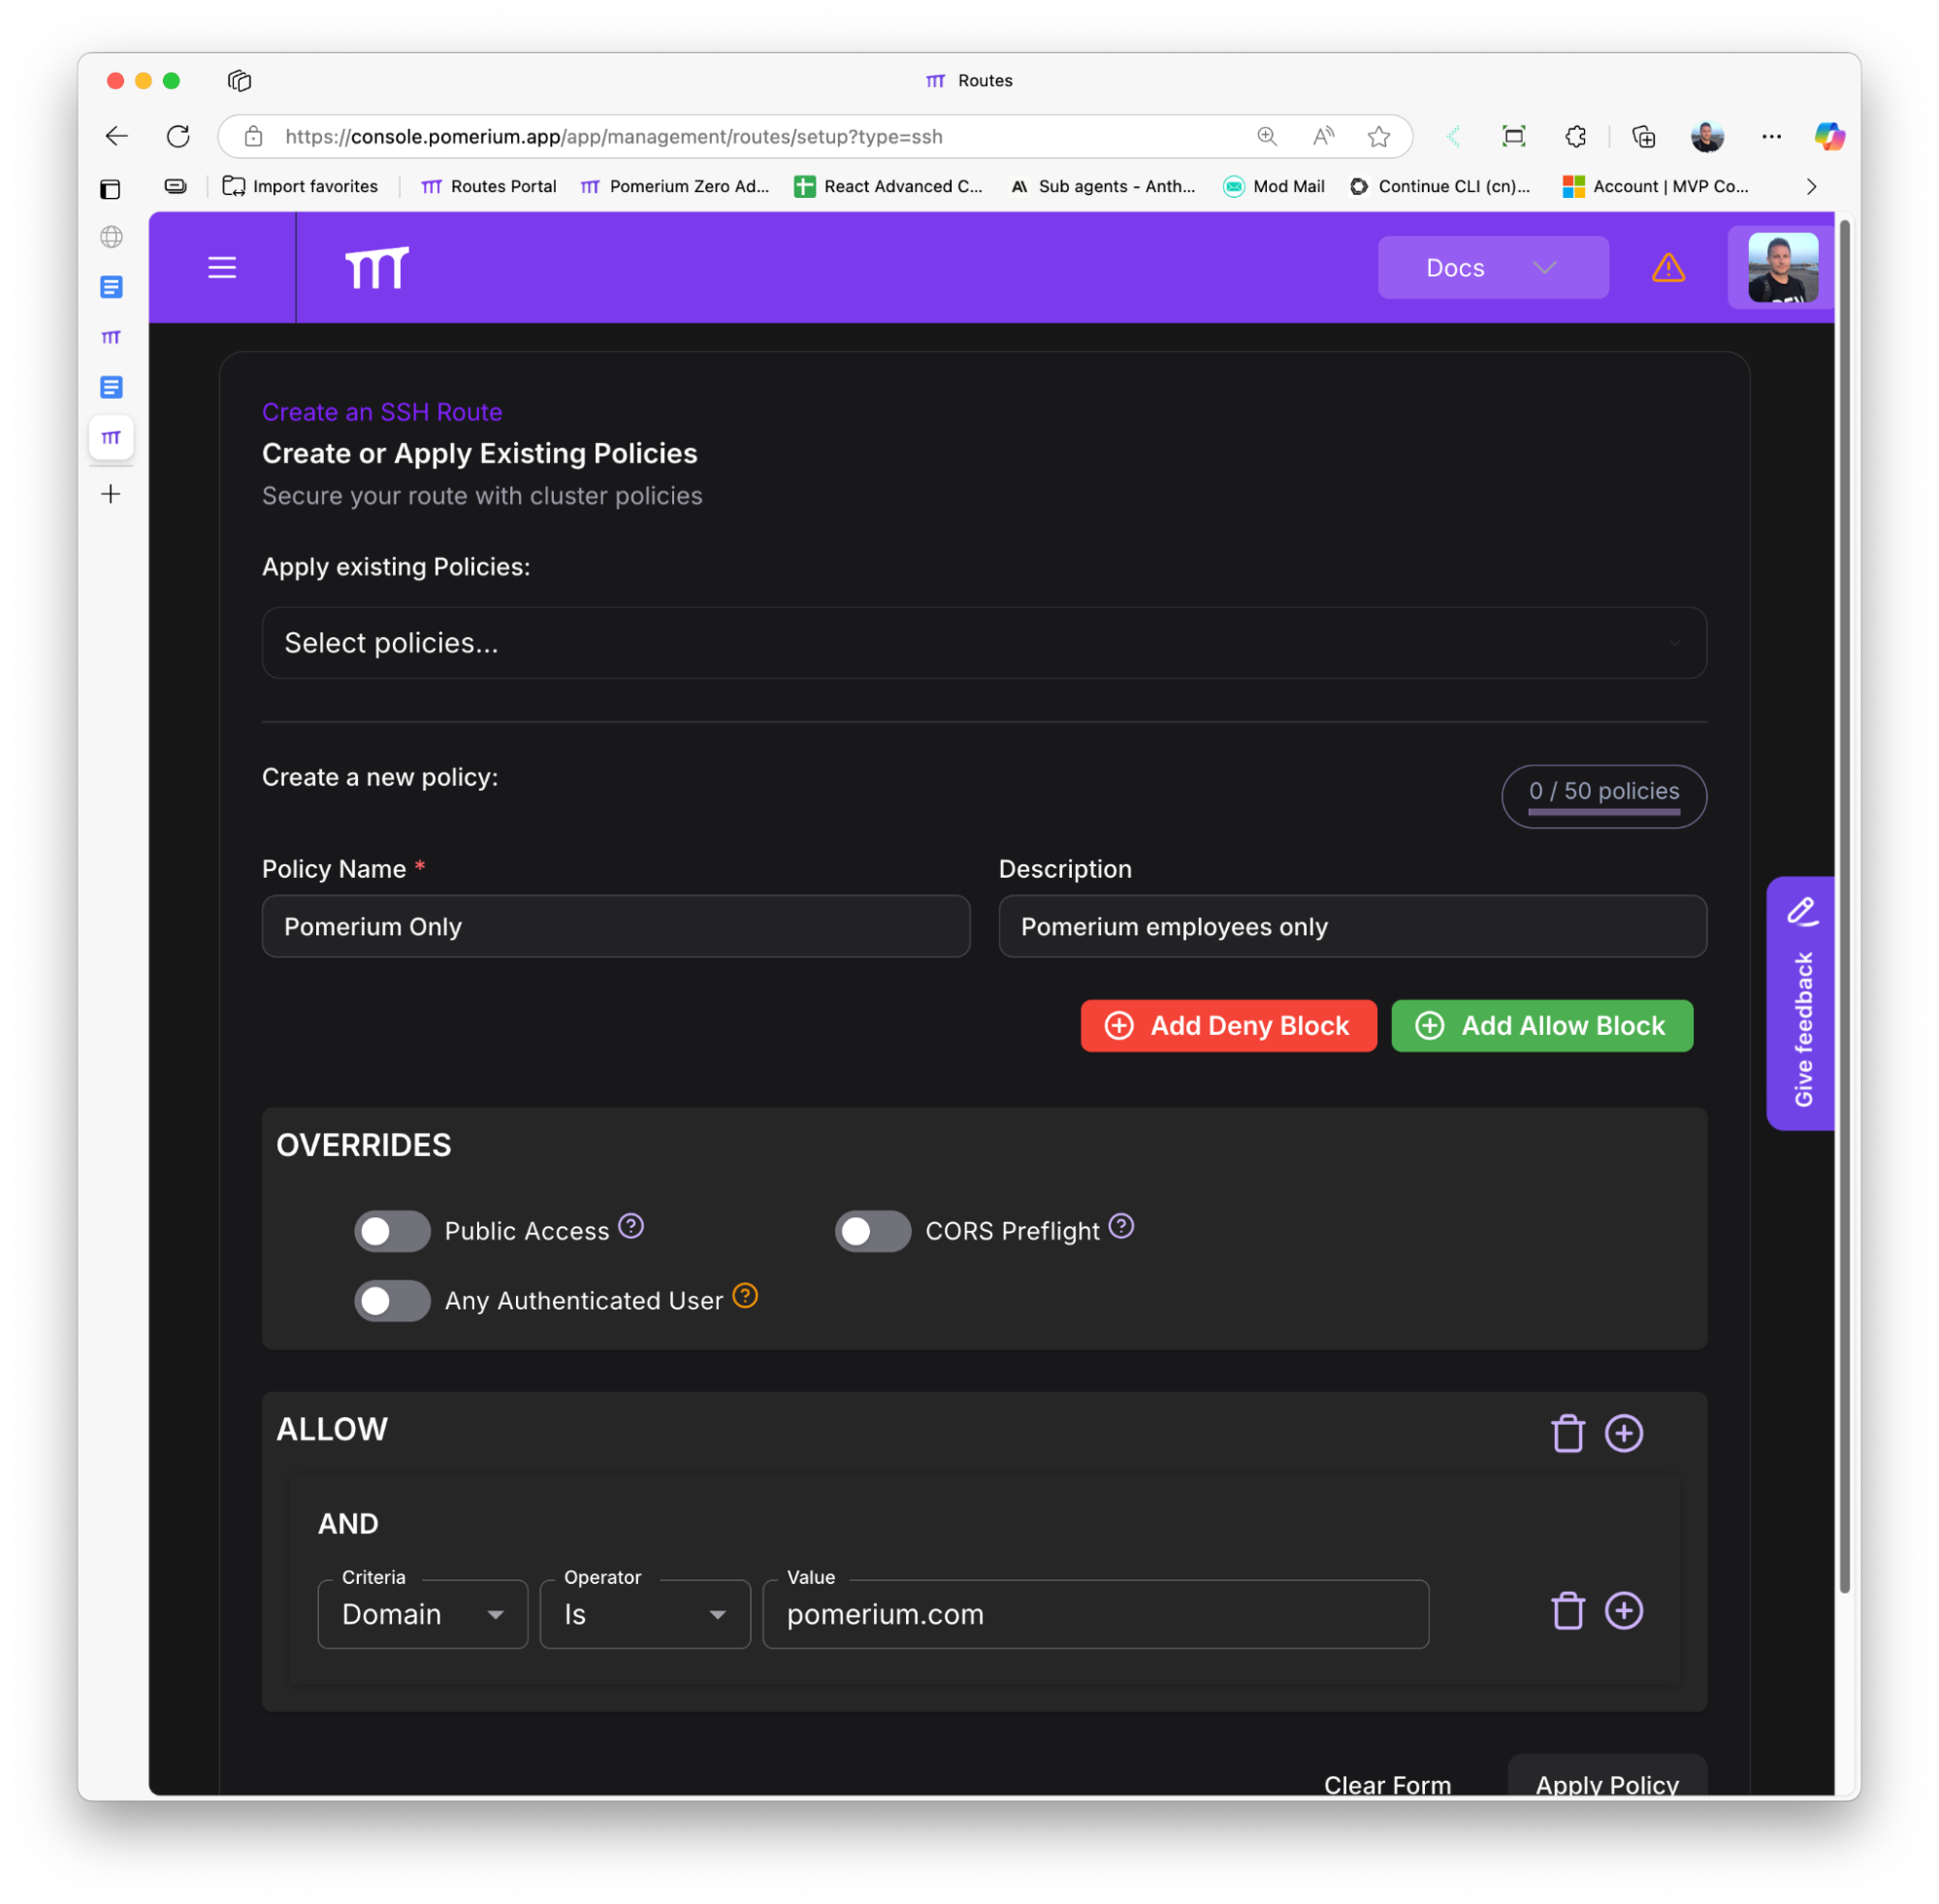 Routes
https://console.pomerium.app/app/management/routes/setup?type=ssh
Import favorites
Routes Portal
Pomerium Zero Ad...
React Advanced C...
Sub agents - Anth...
Mod Mail
Continue CLI (cn)...
Account | MVP Co...
Docs
Create an SSH Route
Create or Apply Existing Policies
Secure your route with cluster policies
Apply existing Policies:
Select policies...
Create a new policy:
0 / 50 policies
Policy Name *
Description
Pomerium Only
Pomerium employees only
Add Deny Block
Add Allow Block
Give feedback
OVERRIDES
Public Access
CORS Preflight
Any Authenticated User
ALLOW
AND
Criteria
Operator
Value
Domain
Is
pomerium.com
Clear Form
Apply Policy